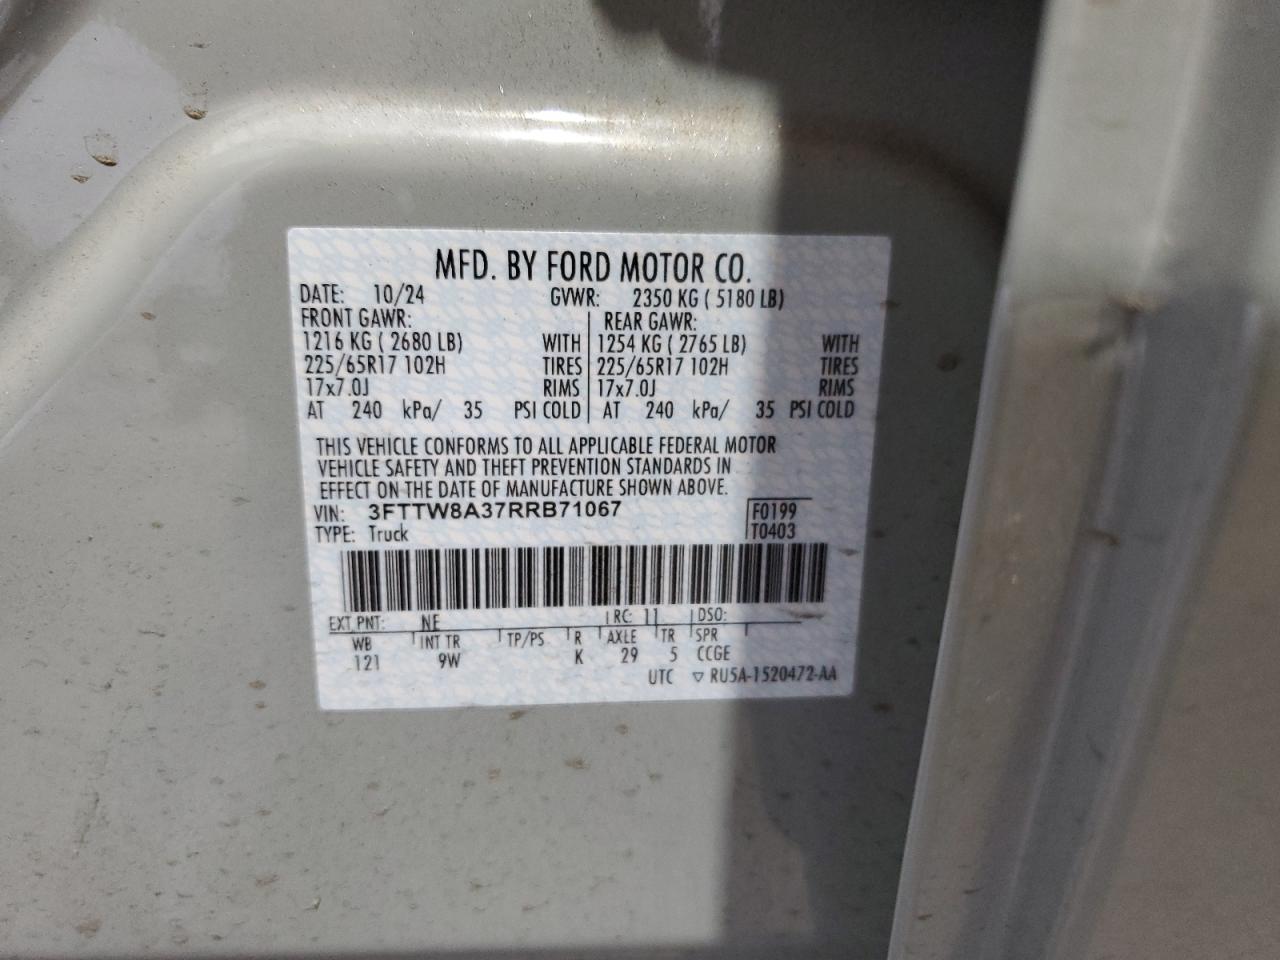 MFD. BY FORD MOTOR CO.
DATE: 10/24 GVWR: 2350 KG ( 5180 LB)
FRONT GAWR: REAR GAWR:
1216 KG ( 2680 LB) WITH 1254 KG ( 2765 LB) WITH
225/65R17 102H TIRES 225/65R17 102H TIRES
17x7.0J RIMS 17x7.0J RIMS
AT 240 kPa/ 35 PSI COLD AT 240 kPa/ 35 PSI COLD
THIS VEHICLE CONFORMS TO ALL APPLICABLE FEDERAL MOTOR
VEHICLE SAFETY AND THEFT PREVENTION STANDARDS IN
EFFECT ON THE DATE OF MANUFACTURE SHOWN ABOVE.
VIN: 3FTTW8A37RRB71067 F0199
TYPE: Truck T0403
EXT PNT: NE RC: 11 DSO:
WB INT TR TP/PS R AXLE TR SPR
121 9W K 29 5 CCGE
UTC ▽ RU5A-1520472-AA